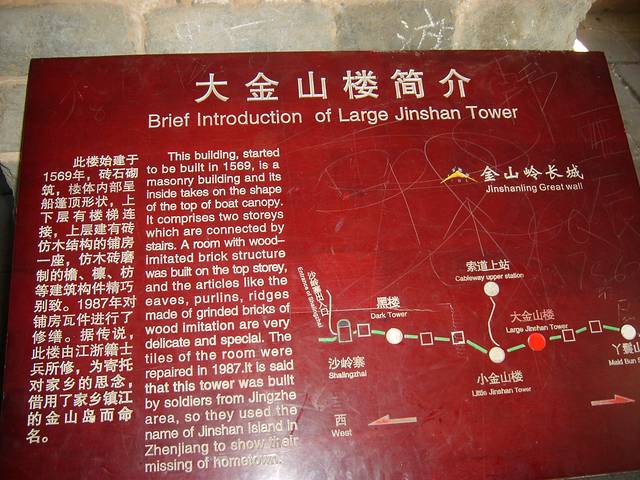 大金山楼简介
Brief Introduction of Large Jinshan Tower
此楼始建于
1569年，砖石砌
筑，楼体内部呈
船篷顶形状，上
下层有楼梯连
接，上层建有砖
仿木结构的铺房
一座，仿木砖磨
制的檐、檩、枋
等建筑构件精巧
别致。1987年对
铺房瓦件进行了
修缮。据传说，
此楼由江浙籍士
兵所修，为寄托
对家乡的思念，
借用了家乡镇江
的金山岛而命
名。
This building, started
to be built in 1569, is a
masonry building and its
inside takes on the shape
of the top of boat canopy.
It comprises two storeys
which are connected by
stairs. A room with wood-
imitated brick structure
was built on the top storey,
and the articles like the
eaves, purlins, ridges
made of grinded bricks of
wood imitation are very
delicate and special. The
tiles of the room were
repaired in 1987.It is said
that this tower was built
by soldiers from Jingzhe
area, so they used the
name of Jinshan Island in
Zhenjiang to show their
missing of hometown.
金山岭长城
Jinshanling Great wall
索道上站
Cableway upper station
沙岭寨出入口
Entrance of Shalingzhai
黑楼
Dark Tower
大金山楼
Large Jinshan Tower
沙岭寨
Shalingzhai
小金山楼
Little Jinshan Tower
丫鬟山
Maid Bun
西
West